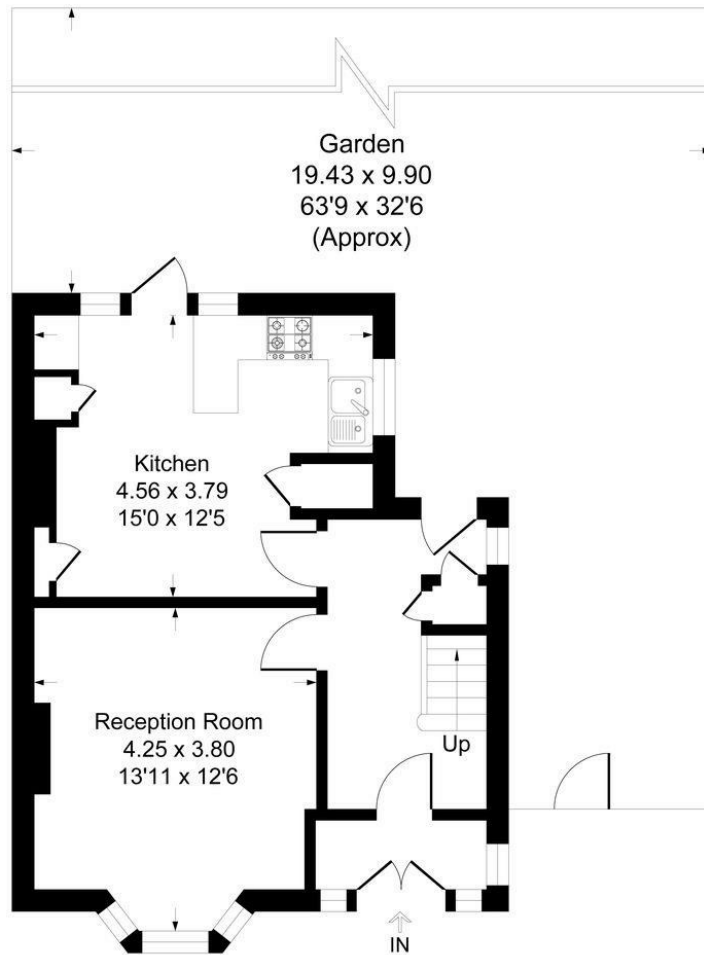 Garden
19.43 x 9.90
63'9 x 32'6
(Approx)
Kitchen
4.56 x 3.79
15'0 x 12'5
Reception Room
4.25 x 3.80
13'11 x 12'6
Up
IN